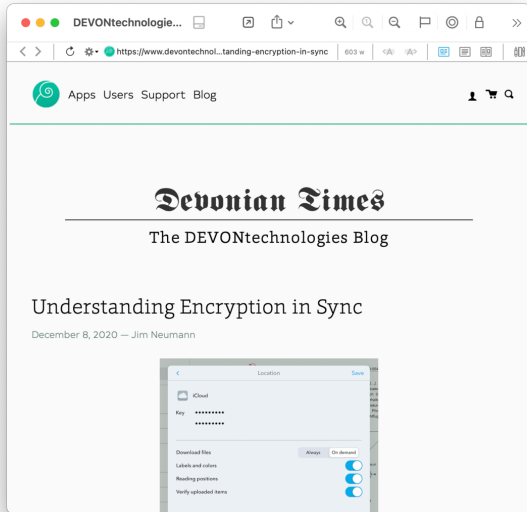 DEVONtechnologie...
https://www.devontechnol...tanding-encryption-in-sync
603 w
Apps Users Support Blog
Devonian Times
The DEVONtechnologies Blog
Understanding Encryption in Sync
December 8, 2020 — Jim Neumann
Location
Save
iCloud
Key •••••••••
•••••••••
Download files
Always
On demand
Labels and colors
Reading positions
Verify uploaded items